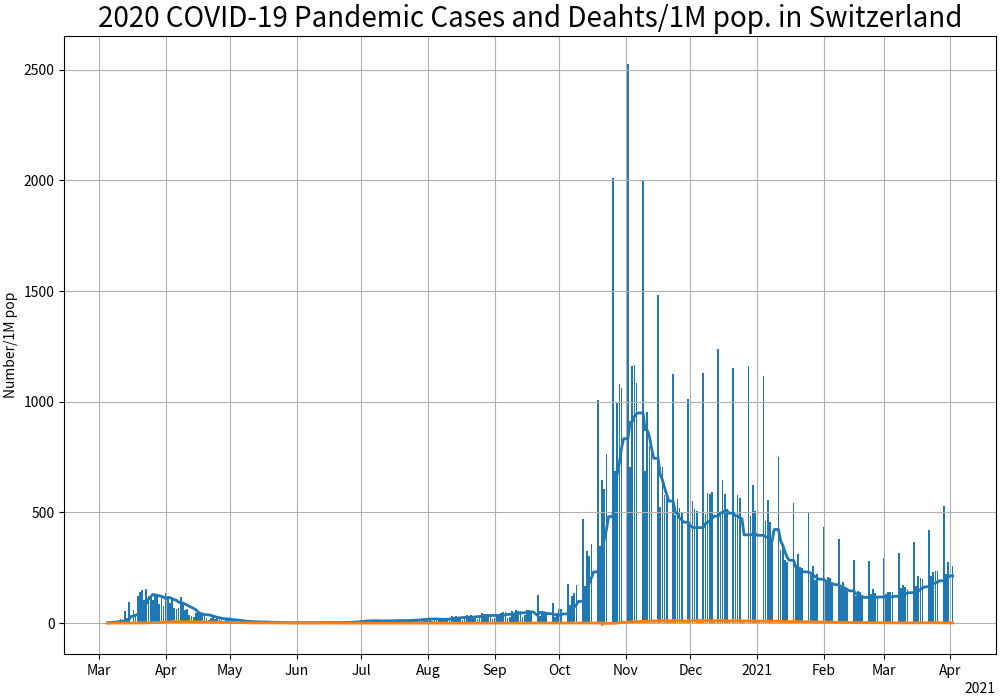 2020 COVID-19 Pandemic Cases and Deahts/1M pop. in Switzerland
Number/1M pop
2500
2000
1500
1000
500
0
Mar Apr May Jun Jul Aug Sep Oct Nov Dec 2021 Feb Mar Apr
2021